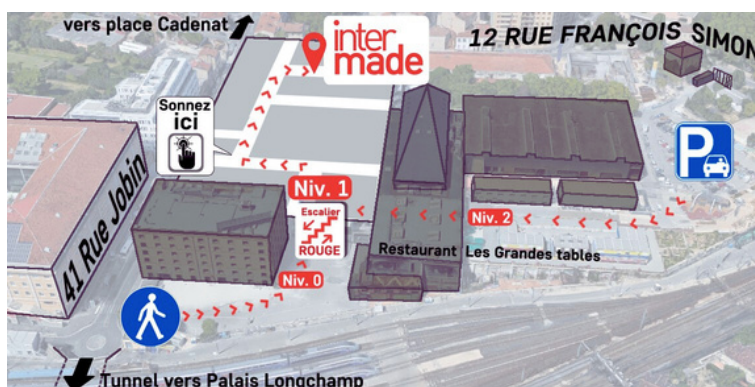 vers place Cadenat
inter
made
12 RUE FRANÇOIS SIMON
Sonnez
ici
P
41 Rue Jobin
Niv. 1
Escalier
ROUGE
Niv. 2
Restaurant Les Grandes tables
Niv. 0
Tunnel vers Palais Longchamp